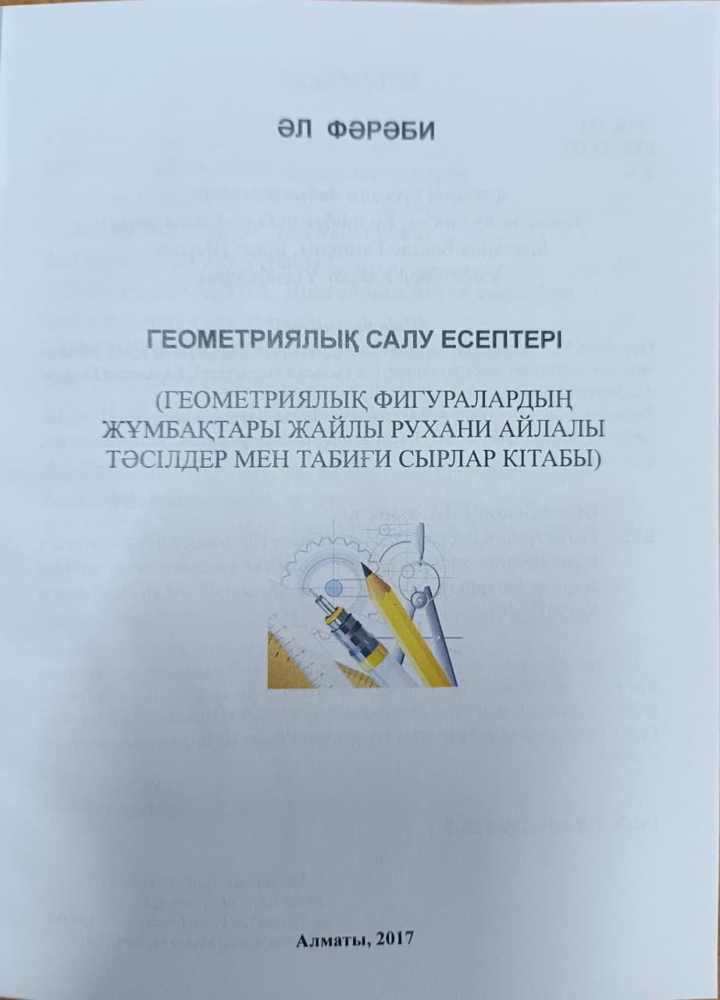 ӘЛ ФӘРӘБИ
ГЕОМЕТРИЯЛЫҚ САЛУ ЕСЕПТЕРІ
(ГЕОМЕТРИЯЛЫҚ ФИГУРАЛАРДЫҢ
ЖҰМБАҚТАРЫ ЖАЙЛЫ РУХАНИ АЙЛАЛЫ
ТӘСІЛДЕР МЕН ТАБИҒИ СЫРЛАР КІТАБЫ)
Алматы, 2017